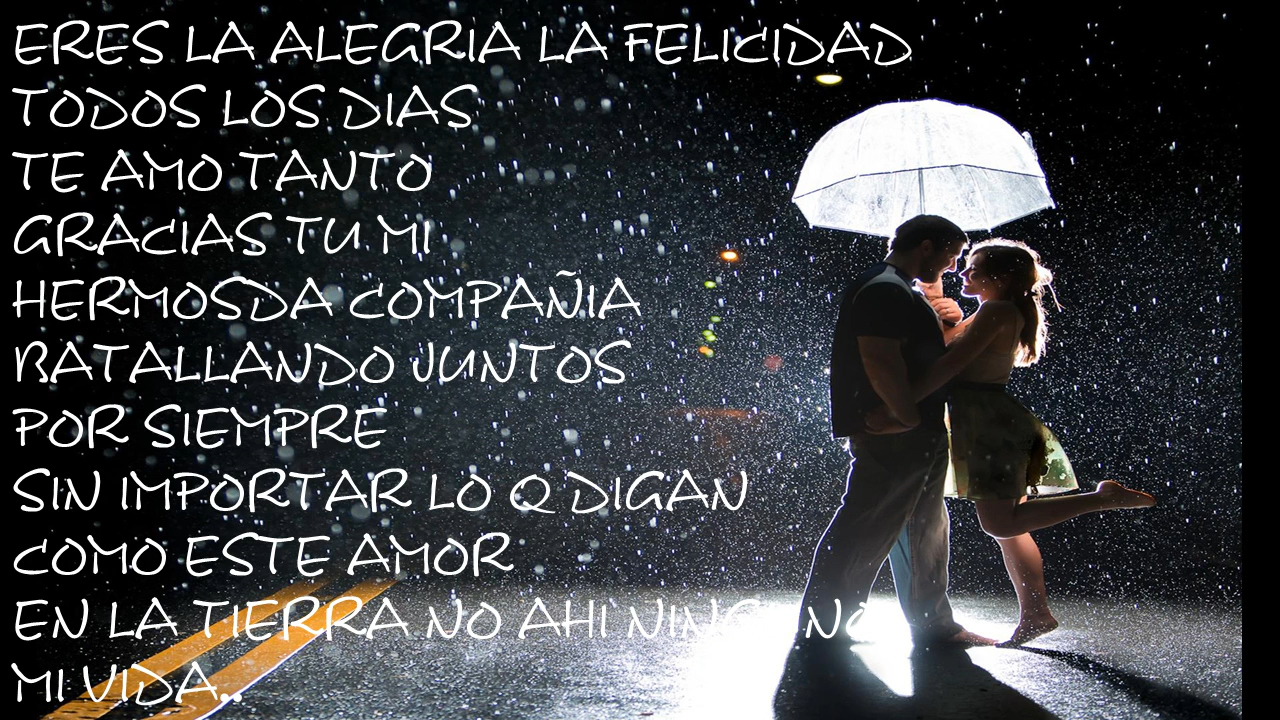 ERES LA ALEGRIA LA FELICIDAD
TODOS LOS DIAS
TE AMO TANTO
GRACIAS TU MI
HERMOSDA COMPAÑIA
BATALLANDO JUNTOS
POR SIEMPRE
SIN IMPORTAR LO Q DIGAN
COMO ESTE AMOR
EN LA TIERRA NO AHI NINGUNO
MI VIDA..